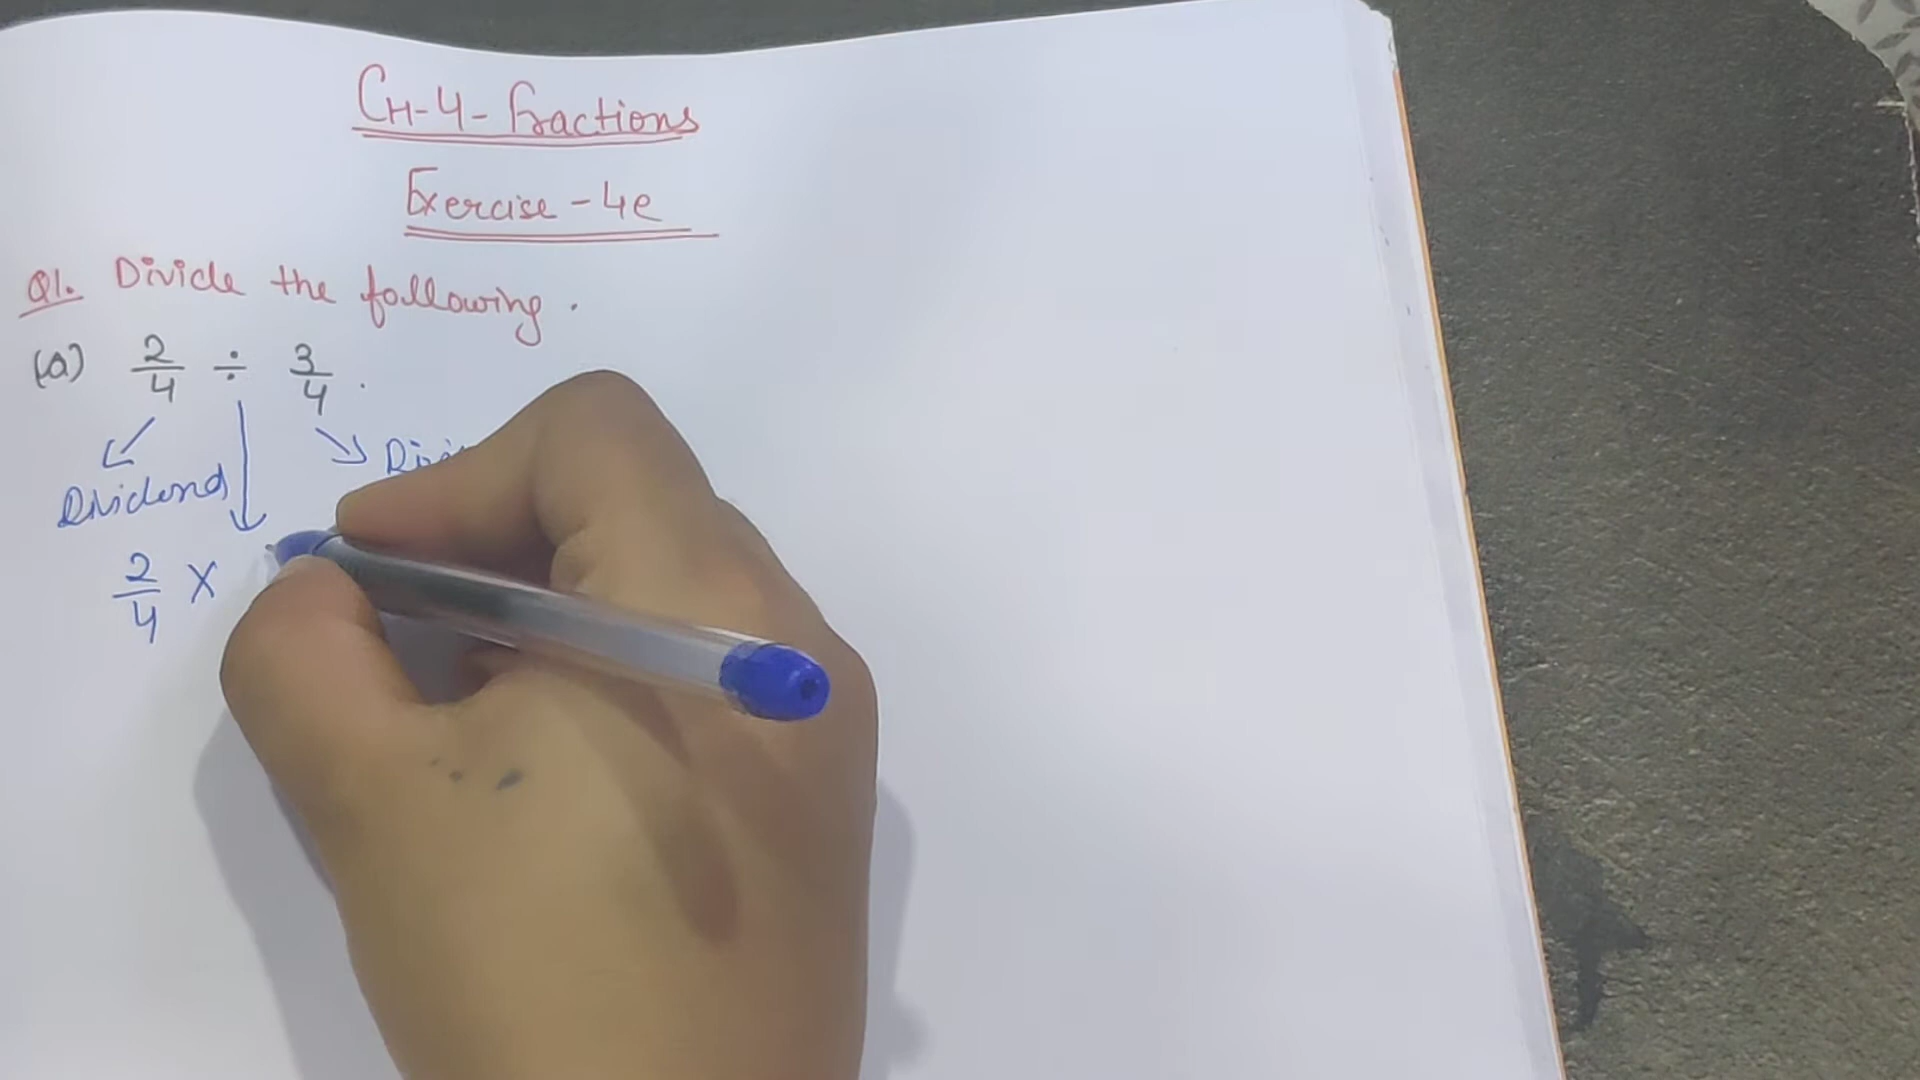 CH-4- Fractions
Exercise - 4e
Q1. Divide the following.
(a) 2/4 ÷ 3/4.
Dividend
2/4 ×